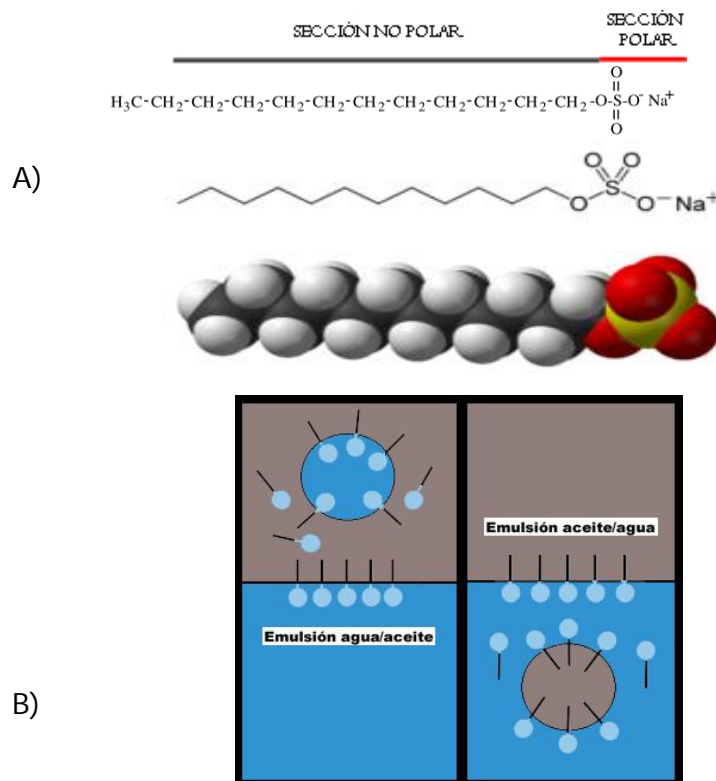 SECCIÓN NO POLAR
SECCIÓN
POLAR
O
H₃C-CH₂-CH₂-CH₂-CH₂-CH₂-CH₂-CH₂-CH₂-CH₂-CH₂-CH₂-O-S-O⁻ Na⁺
O
A)
O O
O S O Na⁺
Emulsión agua/aceite
Emulsión aceite/agua
B)